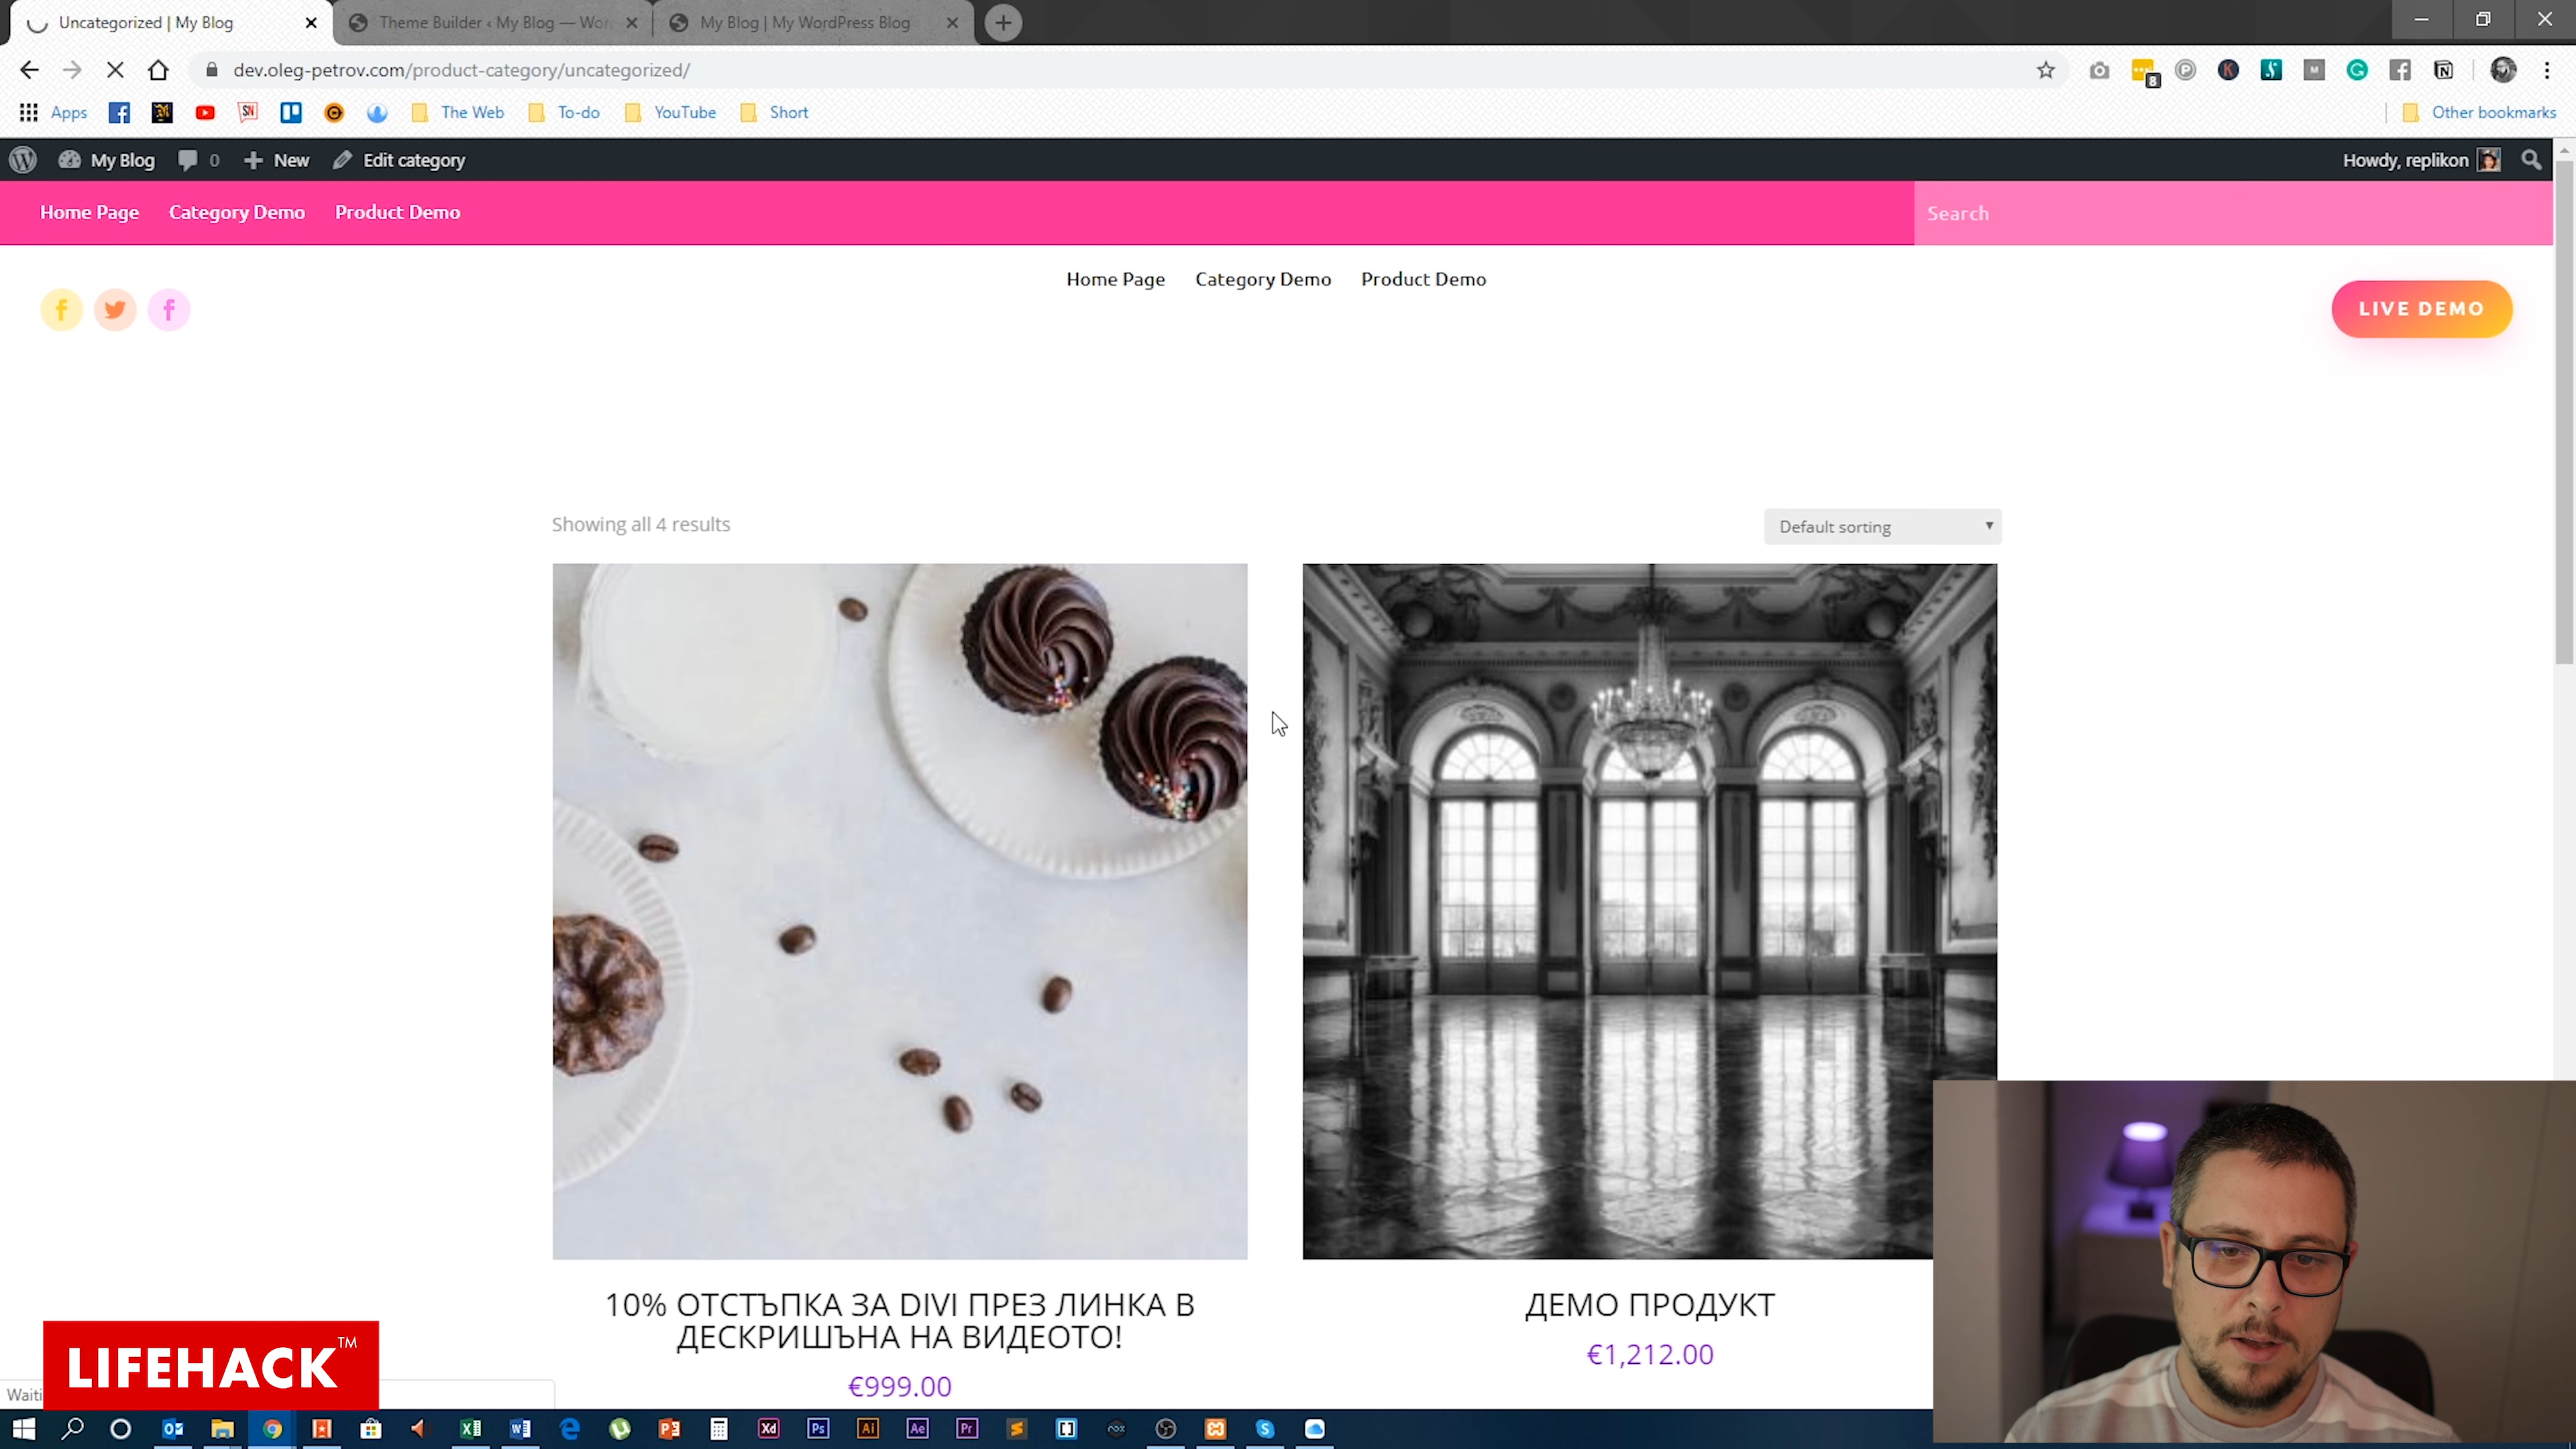 Uncategorized | My Blog
Theme Builder ‹ My Blog — Wor
My Blog | My WordPress Blog
dev.oleg-petrov.com/product-category/uncategorized/
8
Apps
The Web
To-do
YouTube
Short
Other bookmarks
My Blog 0 New Edit category
Howdy, replikon
Home Page Category Demo Product Demo
Search
Home Page Category Demo Product Demo
LIVE DEMO
Showing all 4 results
Default sorting
10% ОТСТЪПКА ЗА DIVI ПРЕЗ ЛИНКА В
ДЕСКРИШЪНА НА ВИДЕОТО!
€999.00
ДЕМО ПРОДУКТ
€1,212.00
LIFEHACK™
Waiti